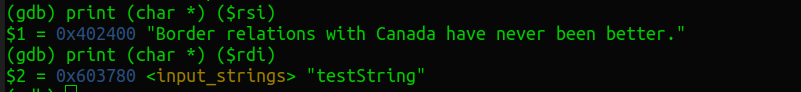 (gdb) print (char *) ($rsi)
$1 = 0x402400 "Border relations with Canada have never been better."
(gdb) print (char *) ($rdi)
$2 = 0x603780 <input_strings> "testString"
(gdb)